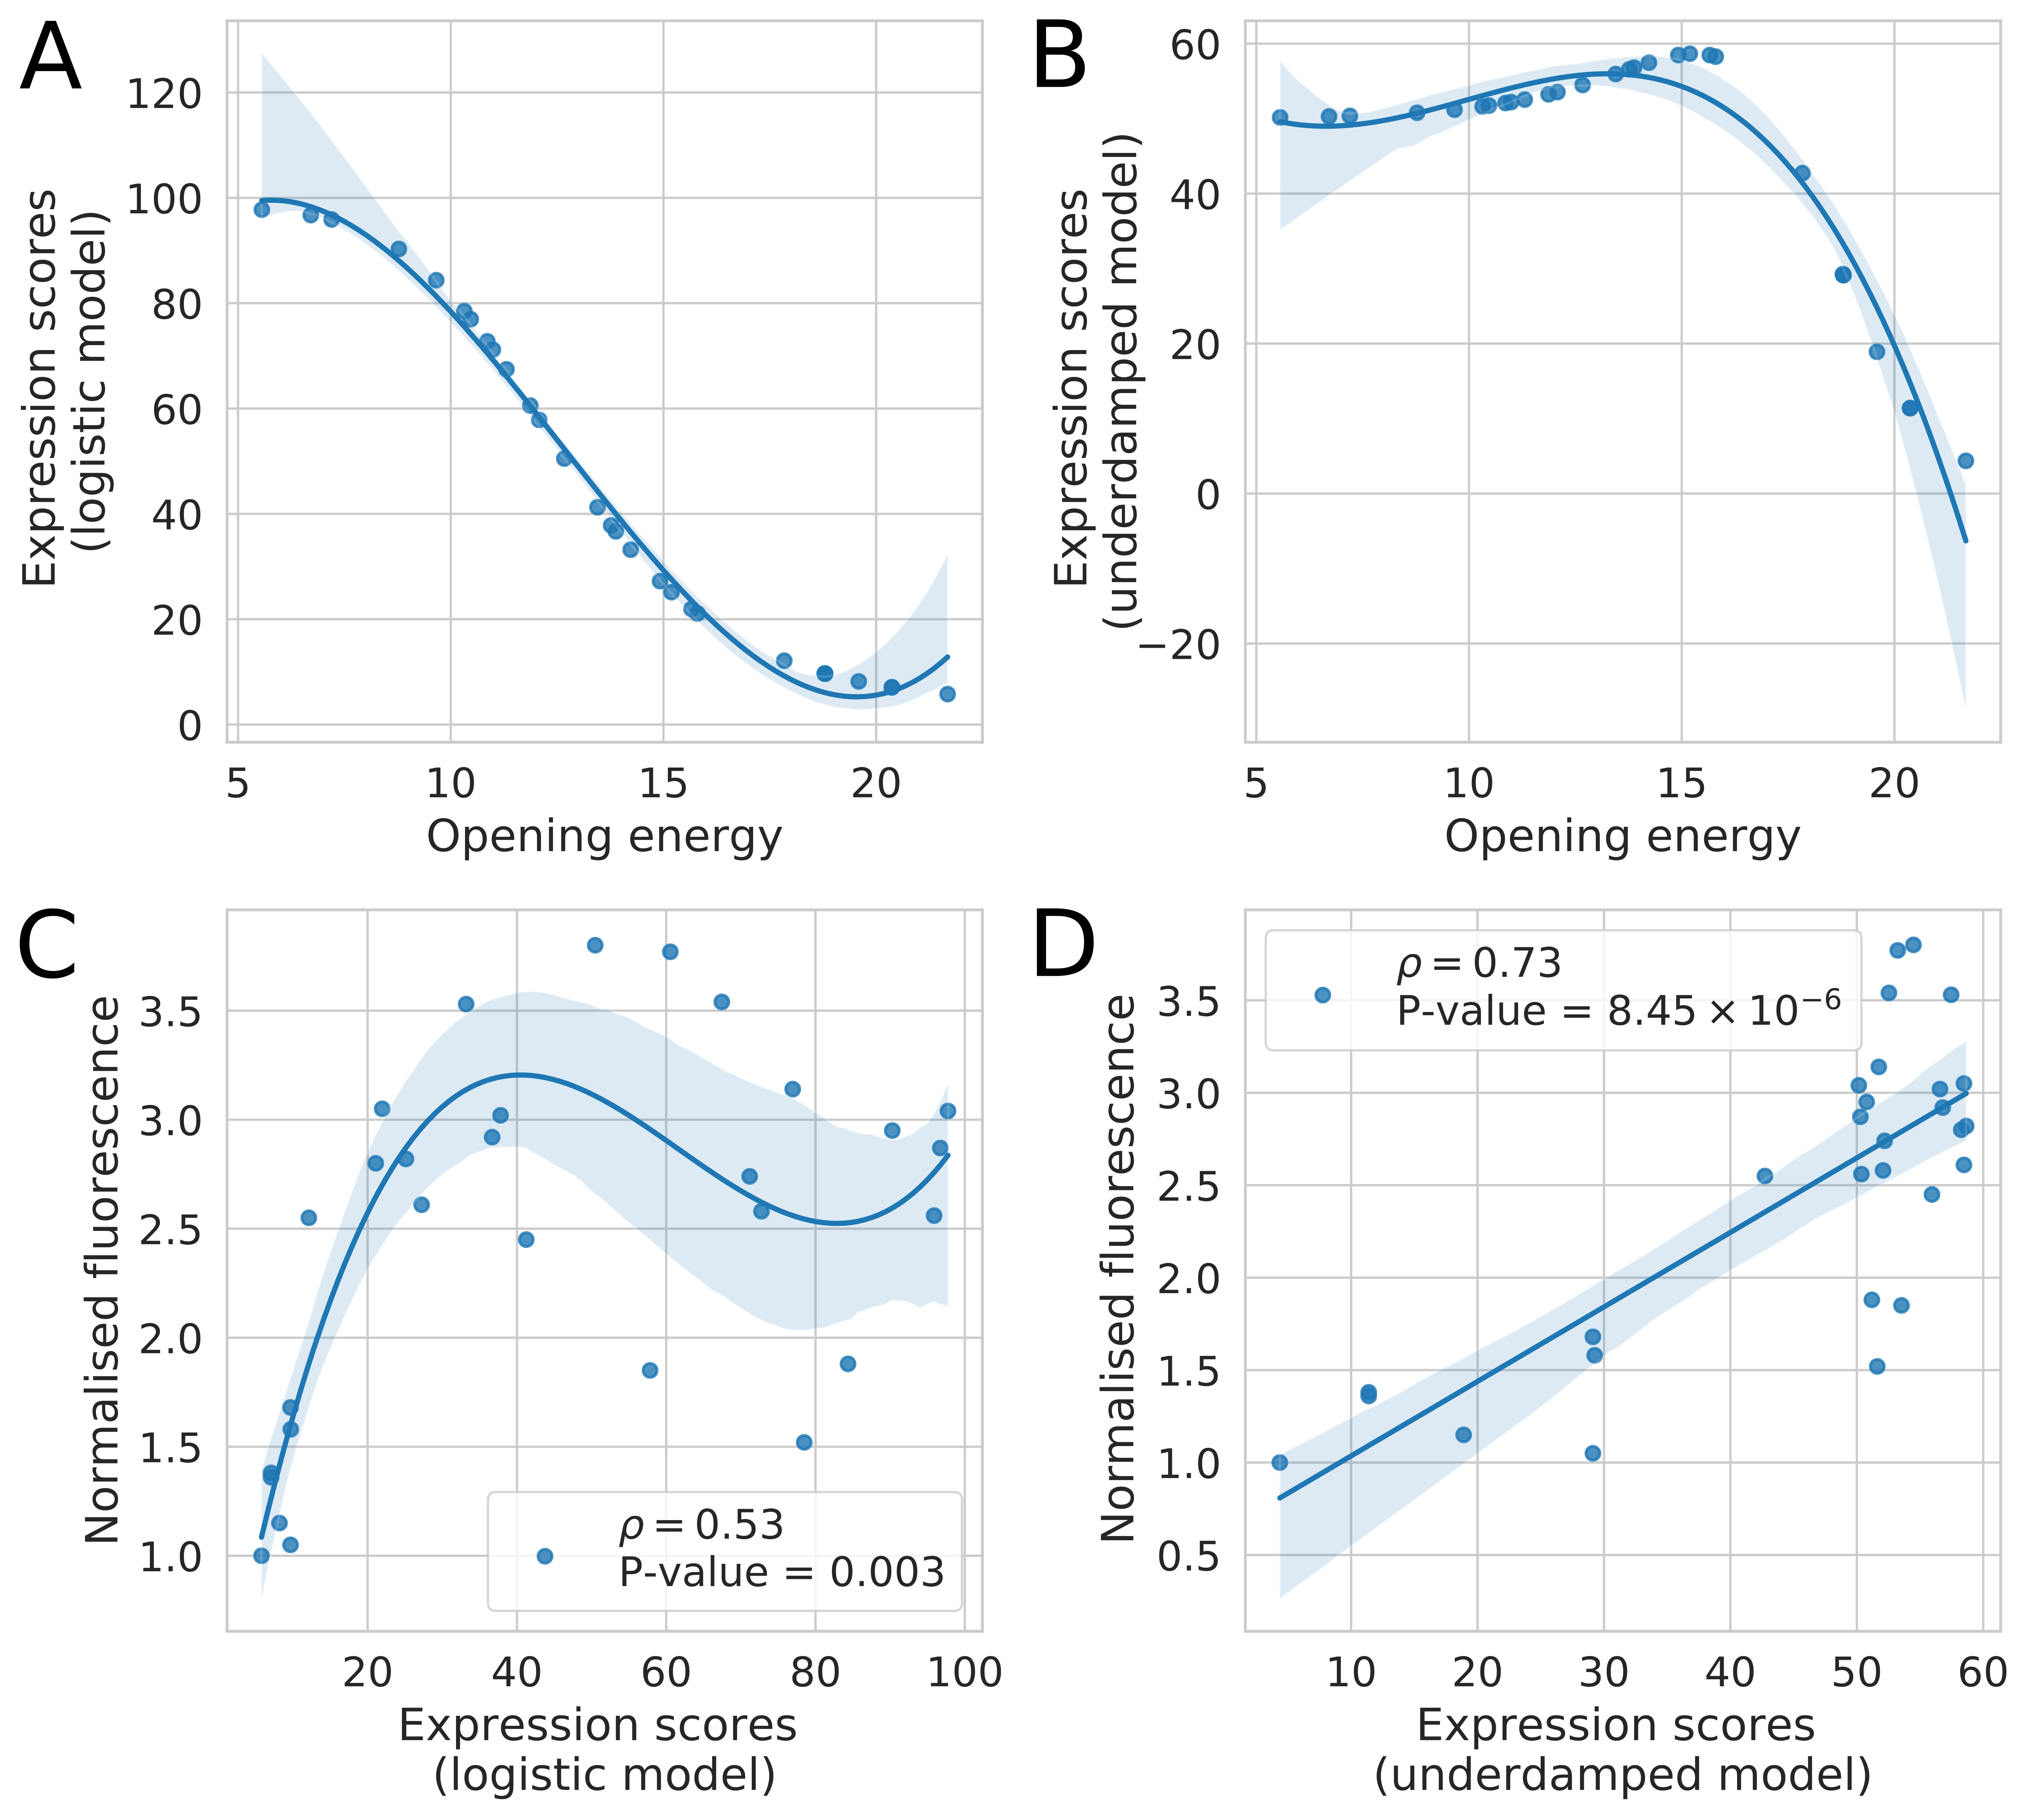 A
120
100
80
60
40
20
0
Expression scores
(logistic model)
5 10 15 20
Opening energy
B
60
40
20
0
−20
Expression scores
(underdamped model)
5 10 15 20
Opening energy
C
3.5
3.0
2.5
2.0
1.5
1.0
Normalised fluorescence
ρ = 0.53
P-value = 0.003
20 40 60 80 100
Expression scores
(logistic model)
D
3.5
3.0
2.5
2.0
1.5
1.0
0.5
Normalised fluorescence
ρ = 0.73
P-value = 8.45 × 10⁻⁶
10 20 30 40 50 60
Expression scores
(underdamped model)